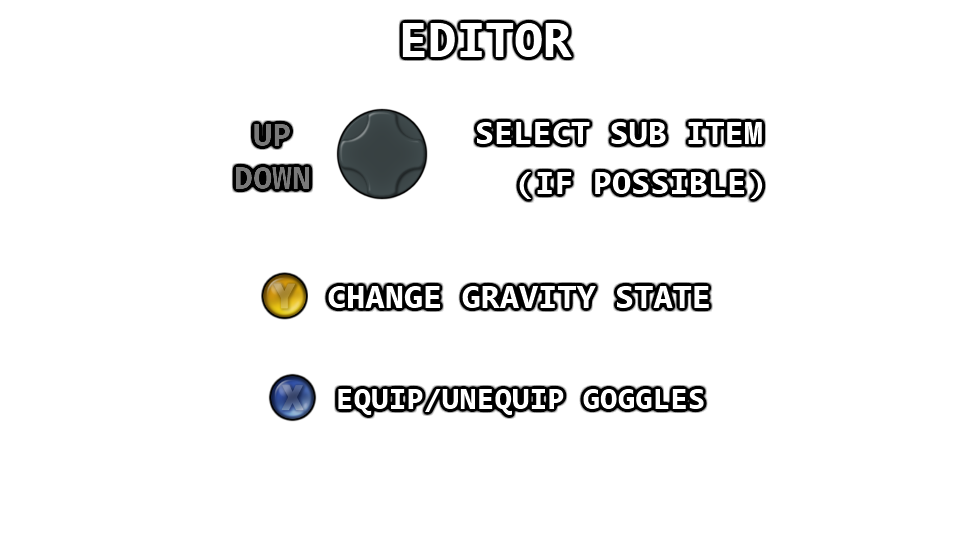 EDITOR
UP
DOWN
SELECT SUB ITEM
(IF POSSIBLE)
Y CHANGE GRAVITY STATE
X EQUIP/UNEQUIP GOGGLES